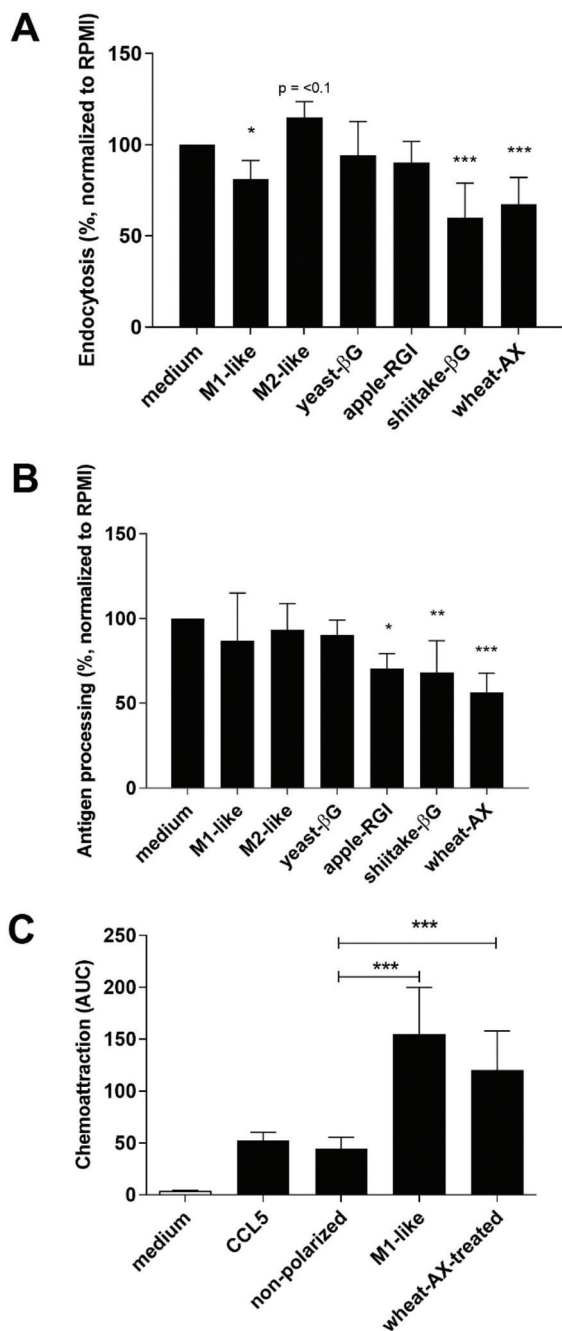 A
Endocytosis (%, normalized to RPMI)
150
100
50
0
*
p = <0.1
***
***
medium
M1-like
M2-like
yeast-βG
apple-RGI
shiitake-βG
wheat-AX
B
Antigen processing (%, normalized to RPMI)
150
100
50
0
*
**
***
medium
M1-like
M2-like
yeast-βG
apple-RGI
shiitake-βG
wheat-AX
C
Chemoattraction (AUC)
250
200
150
100
50
0
***
***
medium
CCL5
non-polarized
M1-like
wheat-AX-treated